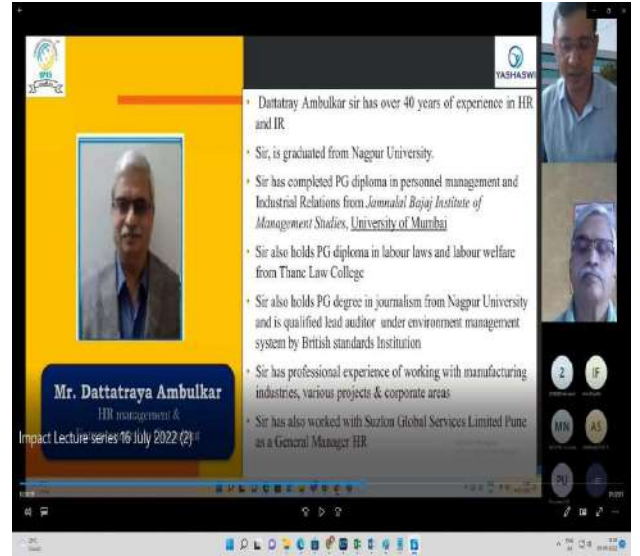 YASHASWI
Dattatray Ambulkar sir has over 40 years of experience in HR
and IR
Sir, is graduated from Nagpur University.
Sir has completed PG diploma in personnel management and
Industrial Relations from Jamnalal Bajaj Institute of
Management Studies, University of Mumbai
Sir also holds PG diploma in labour laws and labour welfare
from Thane Law College
Sir also holds PG degree in journalism from Nagpur University
and is qualified lead auditor under environment management
system by British standards Institution
Sir has professional experience of working with manufacturing
industries, various projects & corporate areas
Sir has also worked with Suzlon Global Services Limited Pune
as a General Manager HR
Mr. Dattatraya Ambulkar
HR management &
Impact Lecture series 16 July 2022 (2)
2
IF
MN
AS
PU